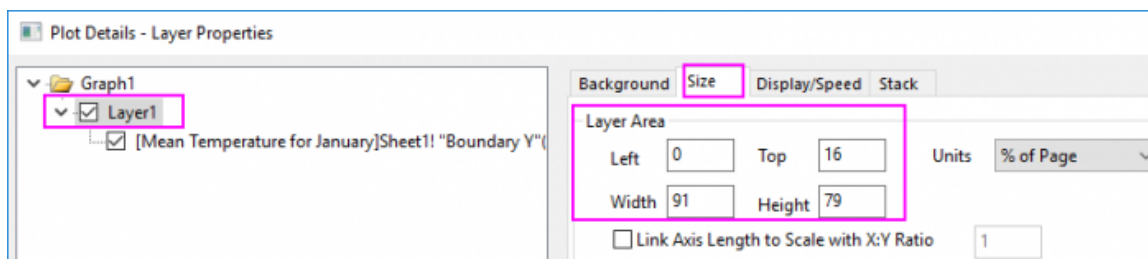 Plot Details - Layer Properties
Graph1
Layer1
[Mean Temperature for January]Sheet1! "Boundary Y"(
Background Size Display/Speed Stack
Layer Area
Left 0 Top 16 Units % of Page
Width 91 Height 79
Link Axis Length to Scale with X:Y Ratio 1